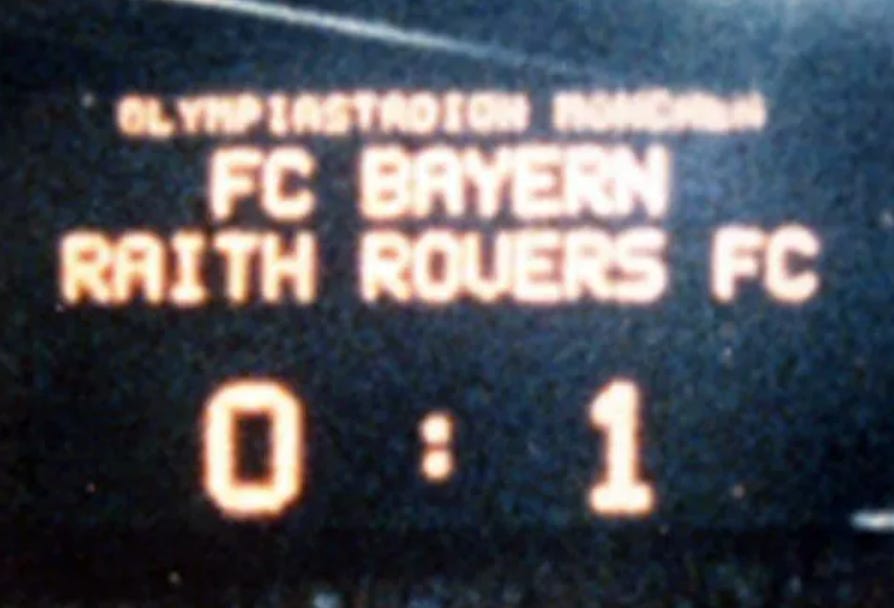 OLYMPIASTADION MÜNCHEN
FC BAYERN
RAITH ROVERS FC
0 : 1